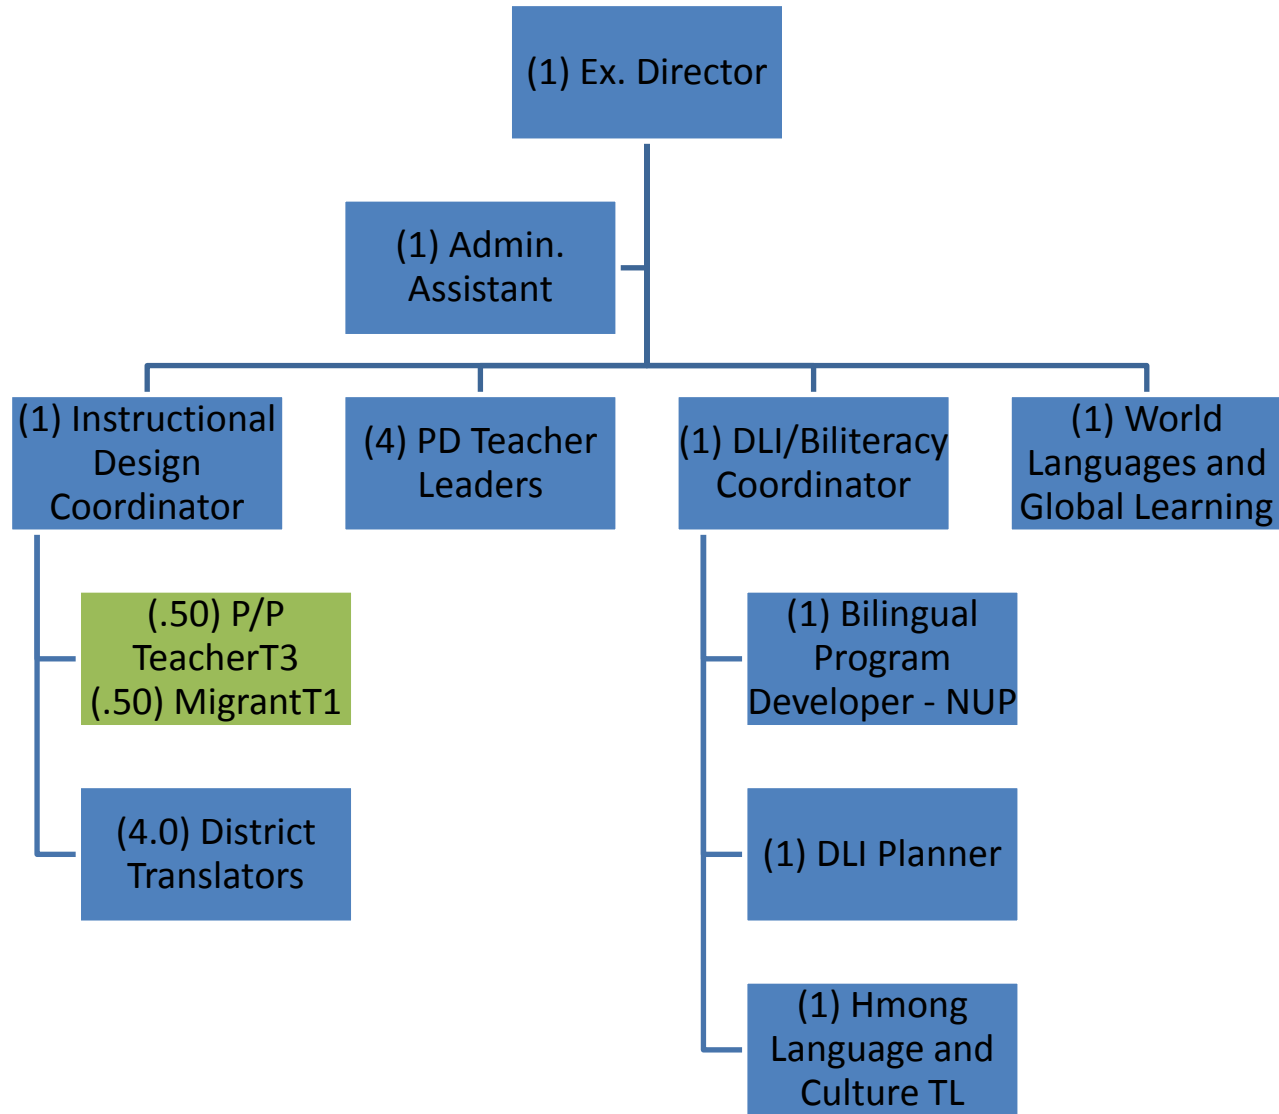 (1) Ex. Director
(1) Admin.
Assistant
(1) Instructional
Design
Coordinator
(4) PD Teacher
Leaders
(1) DLI/Biliteracy
Coordinator
(1) World
Languages and
Global Learning
(.50) P/P
TeacherT3
(.50) MigrantT1
(4.0) District
Translators
(1) Bilingual
Program
Developer - NUP
(1) DLI Planner
(1) Hmong
Language and
Culture TL